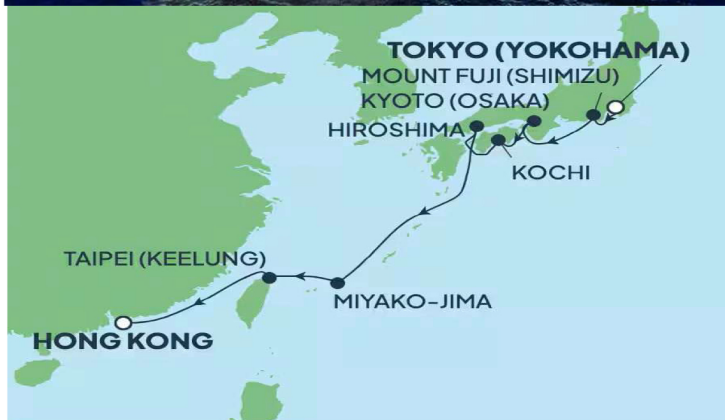 TOKYO (YOKOHAMA)
MOUNT FUJI (SHIMIZU)
KYOTO (OSAKA)
HIROSHIMA
KOCHI
TAIPEI (KEELUNG)
MIYAKO-JIMA
HONG KONG